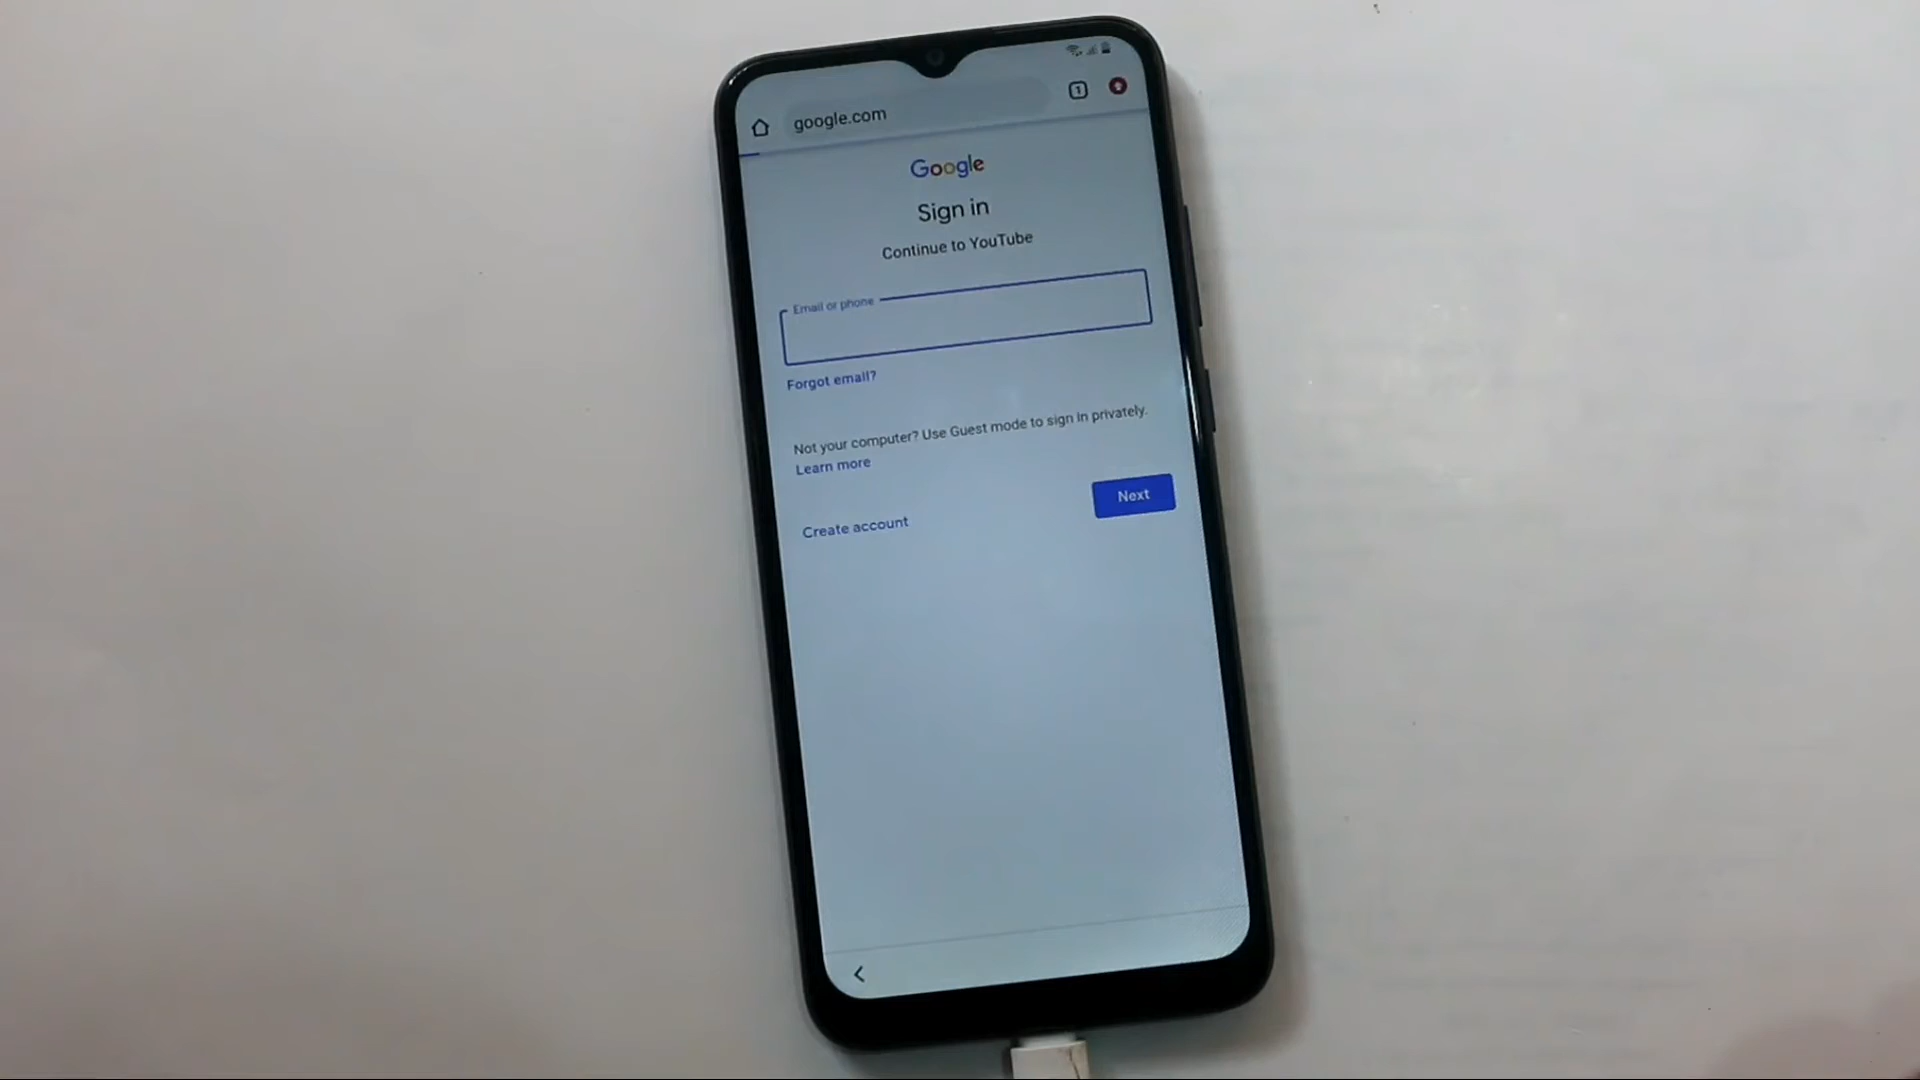 1
google.com
Google
Sign in
Continue to YouTube
Email or phone
Forgot email?
Not your computer? Use Guest mode to sign in privately.
Learn more
Next
Create account